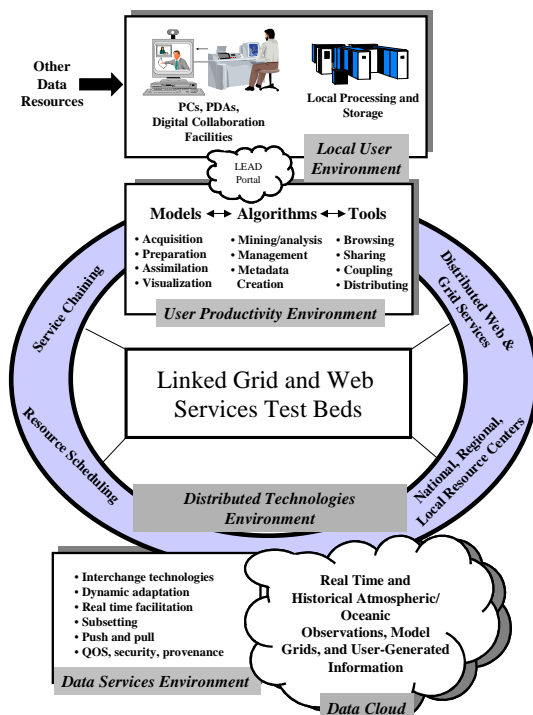 Other
Data
Resources
PCs, PDAs,
Digital Collaboration
Facilities
Local Processing and
Storage
Local User
Environment
LEAD
Portal
Models Algorithms Tools
• Acquisition
• Preparation
• Assimilation
• Visualization
• Mining/analysis
• Management
• Metadata
Creation
• Browsing
• Sharing
• Coupling
• Distributing
User Productivity Environment
Service Chaining
Distributed Web &
Grid Services
Linked Grid and Web
Services Test Beds
Resource Scheduling
National, Regional,
Local Resource Centers
Distributed Technologies
Environment
• Interchange technologies
• Dynamic adaptation
• Real time facilitation
• Subsetting
• Push and pull
• QOS, security, provenance
Data Services Environment
Real Time and
Historical Atmospheric/
Oceanic
Observations, Model
Grids, and User-Generated
Information
Data Cloud